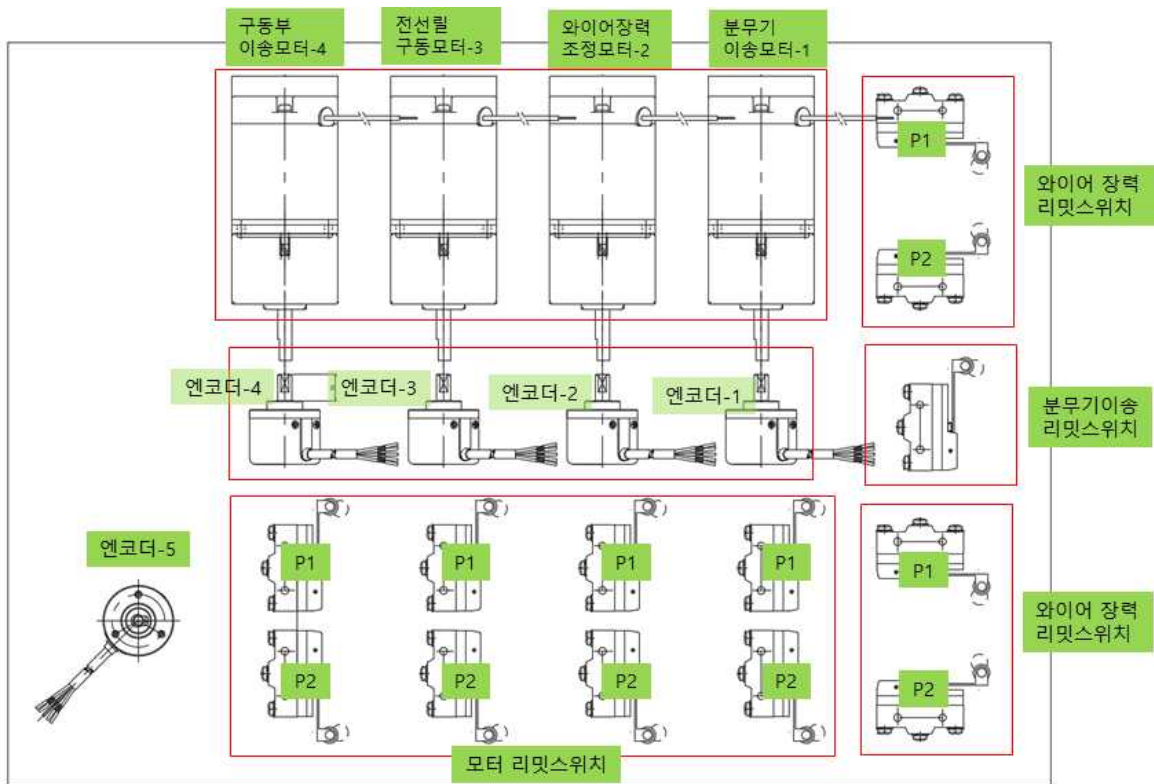 구동부
이송모터-4
전선릴
구동모터-3
와이어장력
조정모터-2
분무기
이송모터-1
P1
와이어 장력
리밋스위치
P2
엔코더-4
엔코더-3
엔코더-2
엔코더-1
분무기이송
리밋스위치
엔코더-5
P1
P1
P1
P1
P1
와이어 장력
리밋스위치
P2
P2
P2
P2
P2
모터 리밋스위치